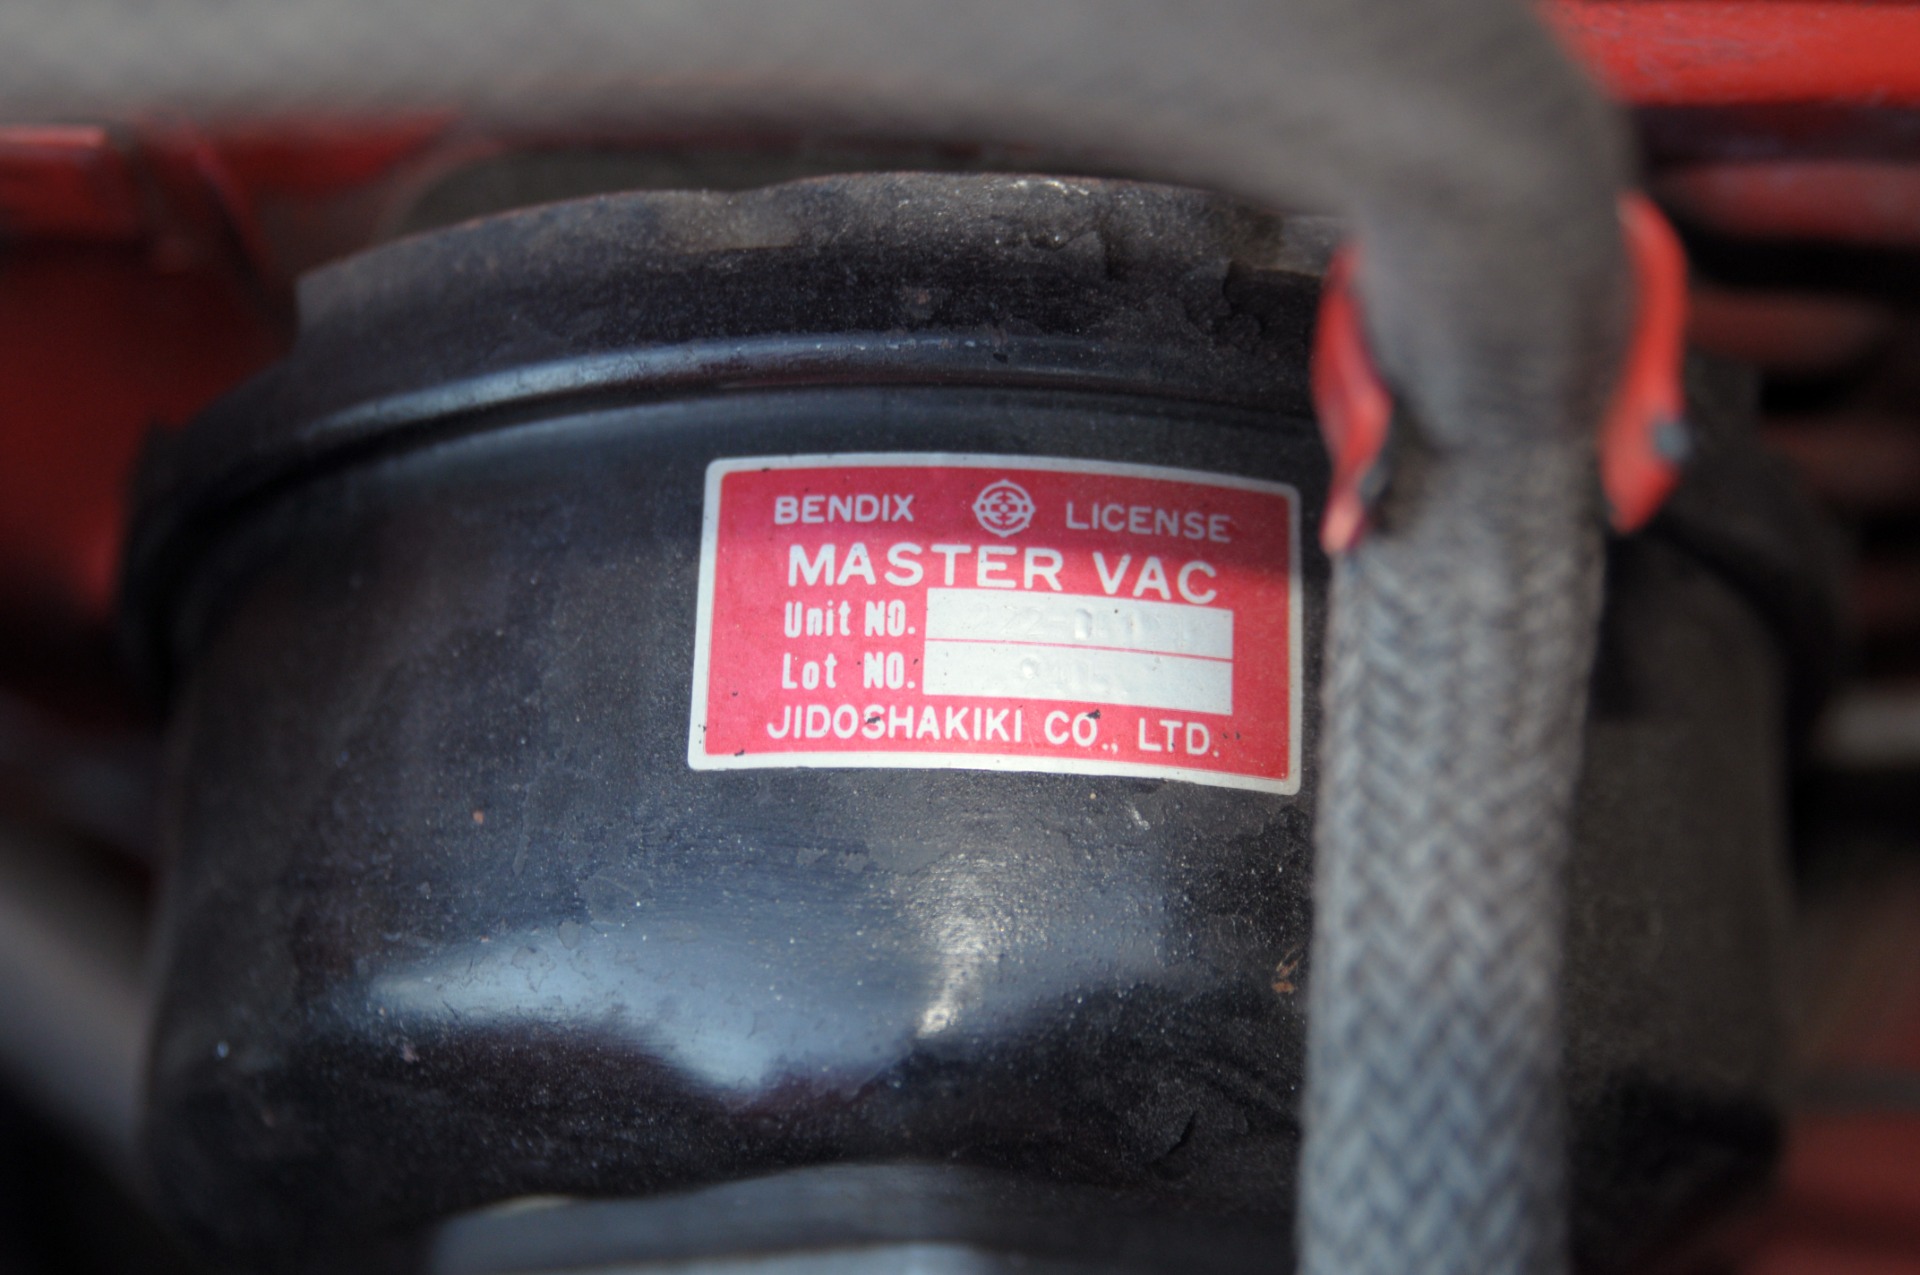 BENDIX LICENSE
MASTER VAC
Unit NO.
Lot NO.
JIDOSHAKIKI CO., LTD.